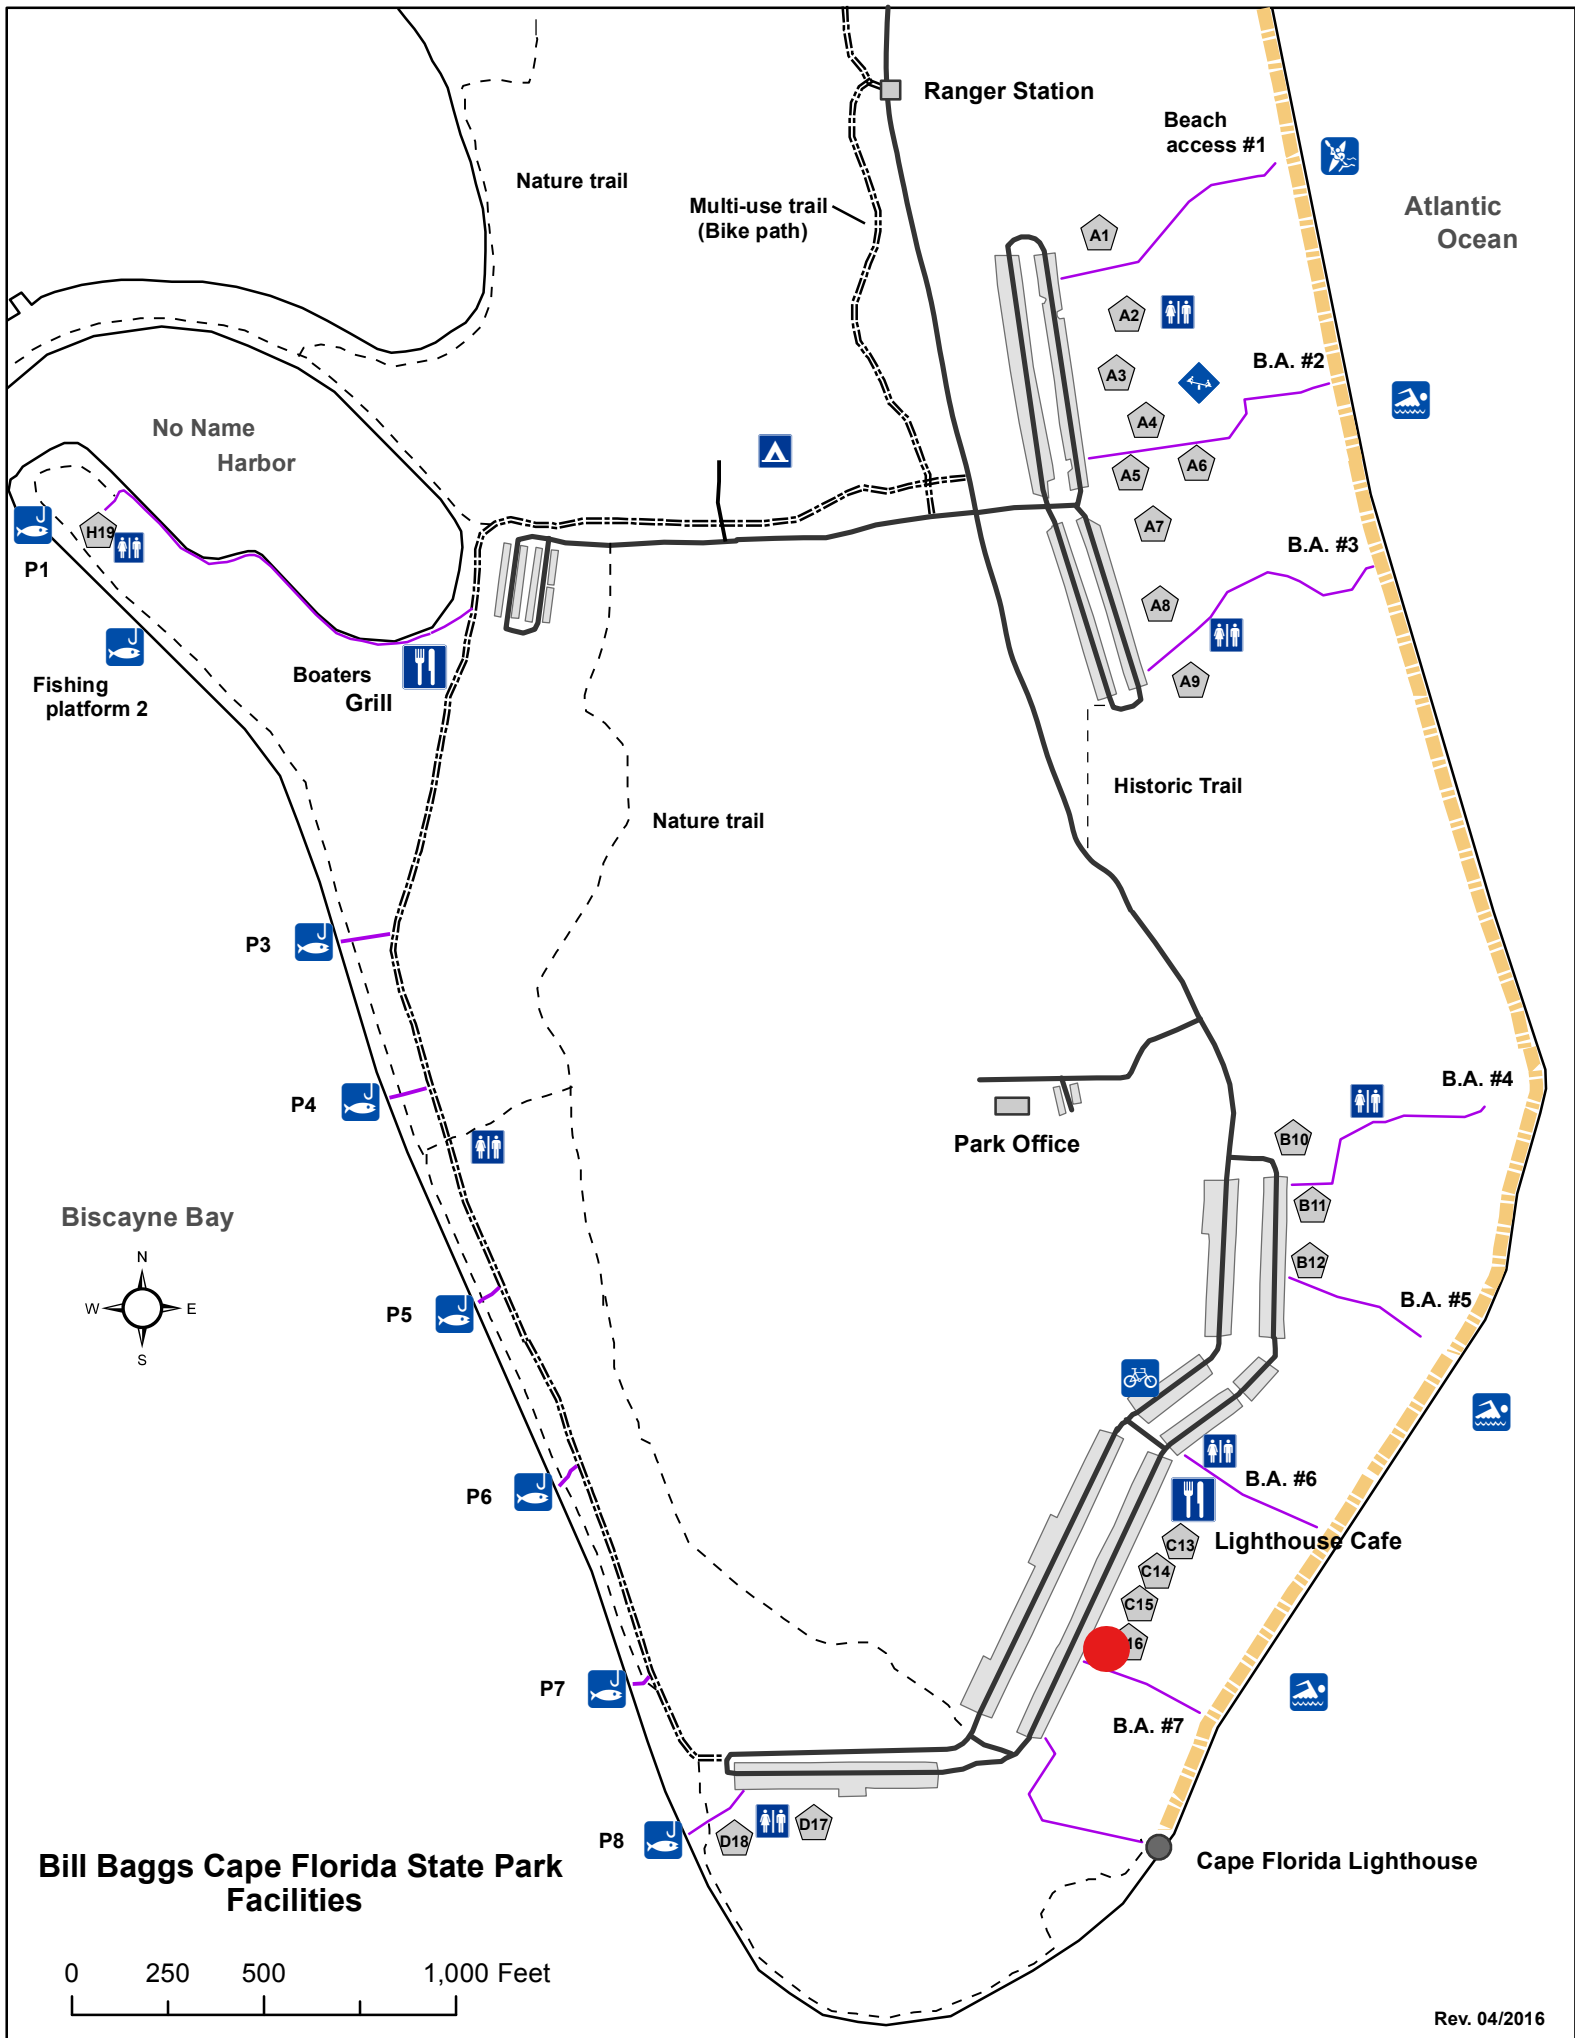 Ranger Station
Beach
access #1
Nature trail
Multi-use trail
(Bike path)
Atlantic
Ocean
A1
A2
A3
B.A. #2
A4
No Name
Harbor
A5
A6
H19
A7
P1
B.A. #3
A8
Boaters
Grill
A9
Fishing
platform 2
Historic Trail
Nature trail
P3
P4
B.A. #4
Park Office
B10
B11
Biscayne Bay
N
W
E
S
B12
P5
B.A. #5
P6
B.A. #6
Lighthouse Cafe
C13
C14
C15
16
P7
B.A. #7
P8
D18
D17
Cape Florida Lighthouse
Bill Baggs Cape Florida State Park
Facilities
0 250 500 1,000 Feet
Rev. 04/2016